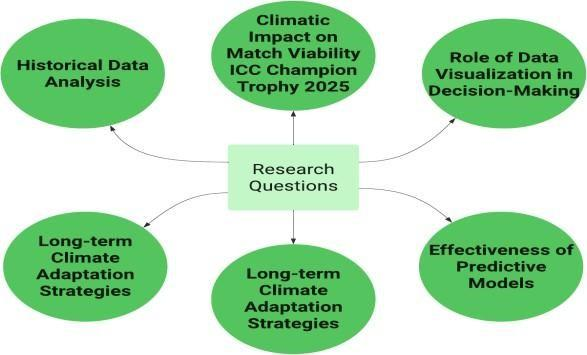 Climatic
Impact on
Match Viability
ICC Champion
Trophy 2025
Historical Data
Analysis
Role of Data
Visualization in
Decision-Making
Research
Questions
Long-term
Climate
Adaptation
Strategies
Long-term
Climate
Adaptation
Strategies
Effectiveness of
Predictive
Models